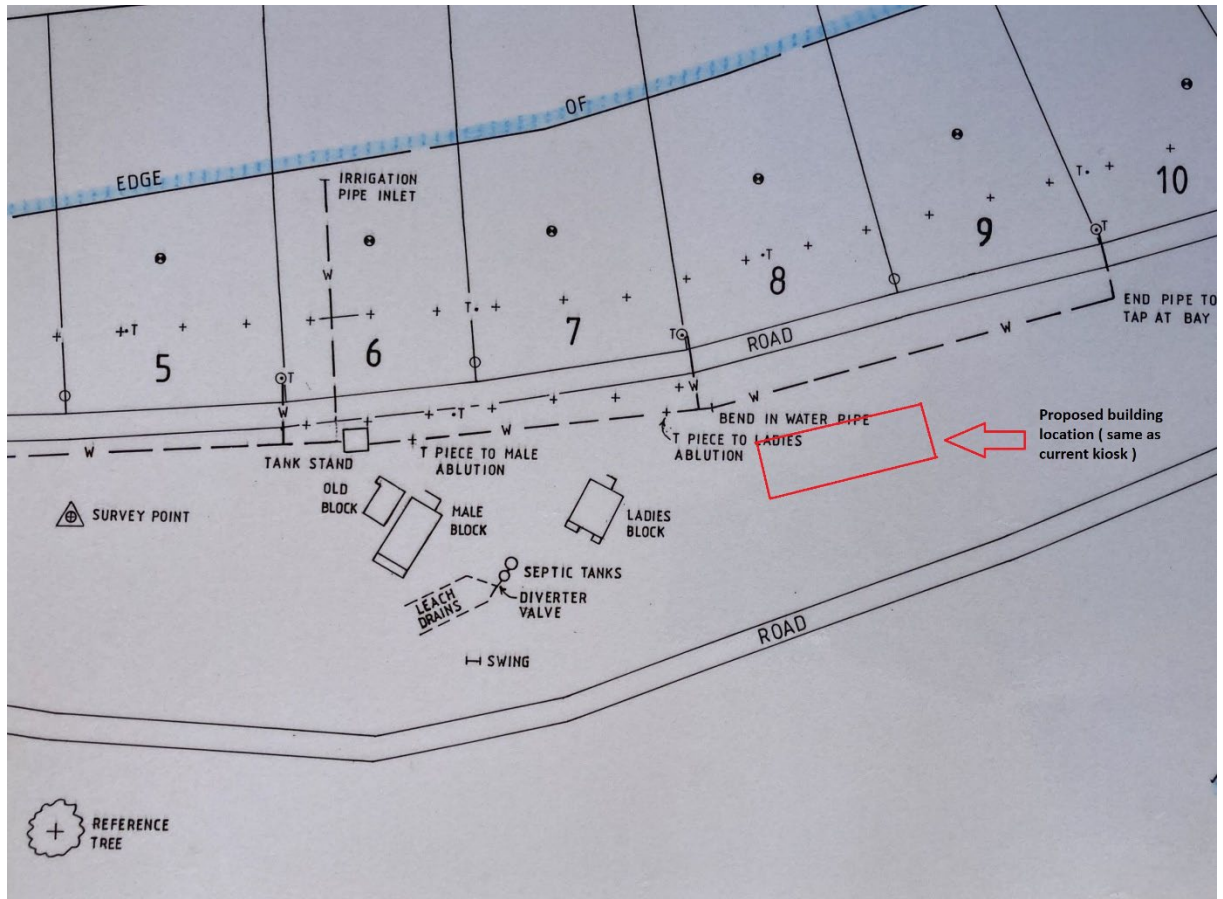 OF
EDGE
IRRIGATION
PIPE INLET
W
T
10
9
8
T
T
T
7
T
6
T
5
T
T
END PIPE TO
TAP AT BAY
W
ROAD
W
W
W
T
W
BEND IN WATER PIPE
Proposed building
location ( same as
current kiosk )
T PIECE TO LADIES
ABLUTION
T PIECE TO MALE
ABLUTION
W
TANK STAND
OLD
BLOCK
MALE
BLOCK
LADIES
BLOCK
SURVEY POINT
SEPTIC TANKS
DIVERTER
VALVE
LEACH
DRAINS
SWING
ROAD
REFERENCE
TREE